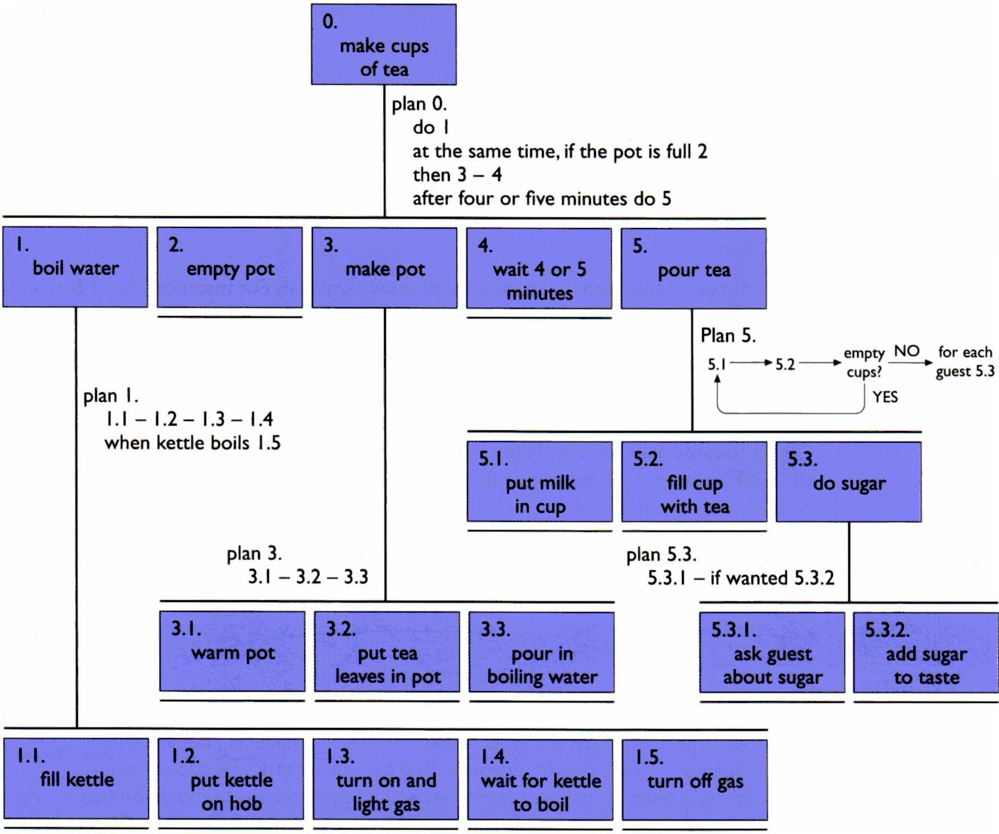 0.
make cups
of tea
plan 0.
do 1
at the same time, if the pot is full 2
then 3 – 4
after four or five minutes do 5
1.
boil water
2.
empty pot
3.
make pot
4.
wait 4 or 5
minutes
5.
pour tea
Plan 5.
5.1
5.2
empty
cups?
NO
for each
guest 5.3
YES
plan 1.
1.1 – 1.2 – 1.3 – 1.4
when kettle boils 1.5
5.1.
put milk
in cup
5.2.
fill cup
with tea
5.3.
do sugar
plan 3.
3.1 – 3.2 – 3.3
plan 5.3.
5.3.1 – if wanted 5.3.2
3.1.
warm pot
3.2.
put tea
leaves in pot
3.3.
pour in
boiling water
5.3.1.
ask guest
about sugar
5.3.2.
add sugar
to taste
1.1.
fill kettle
1.2.
put kettle
on hob
1.3.
turn on and
light gas
1.4.
wait for kettle
to boil
1.5.
turn off gas